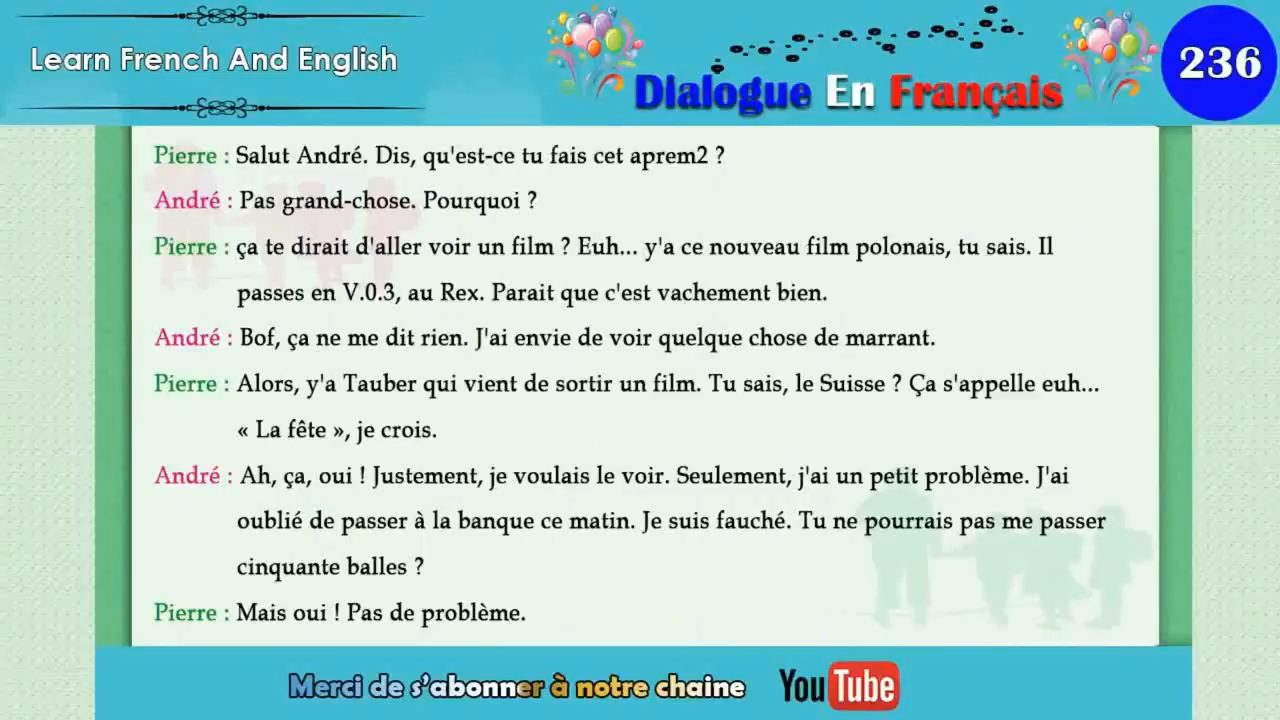 Learn French And English
Dialogue En Français
236
Pierre : Salut André. Dis, qu'est-ce tu fais cet aprem2 ?
André : Pas grand-chose. Pourquoi ?
Pierre : ça te dirait d'aller voir un film ? Euh... y'a ce nouveau film polonais, tu sais. Il
passes en V.0.3, au Rex. Parait que c'est vachement bien.
André : Bof, ça ne me dit rien. J'ai envie de voir quelque chose de marrant.
Pierre : Alors, y'a Tauber qui vient de sortir un film. Tu sais, le Suisse ? Ça s'appelle euh...
« La fête », je crois.
André : Ah, ça, oui ! Justement, je voulais le voir. Seulement, j'ai un petit problème. J'ai
oublié de passer à la banque ce matin. Je suis fauché. Tu ne pourrais pas me passer
cinquante balles ?
Pierre : Mais oui ! Pas de problème.
Merci de s'abonner à notre chaine
YouTube